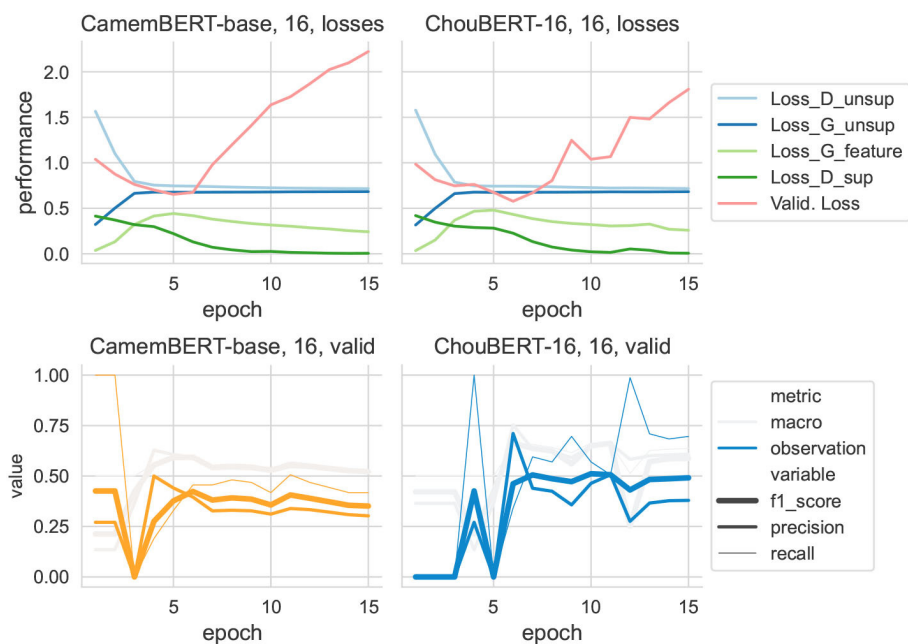 CamemBERT-base, 16, losses
ChouBERT-16, 16, losses
performance
2.0
1.5
1.0
0.5
0.0
5
10
15
5
10
15
epoch
epoch
Loss_D_unsup
Loss_G_unsup
Loss_G_feature
Loss_D_sup
Valid. Loss
CamemBERT-base, 16, valid
ChouBERT-16, 16, valid
value
1.00
0.75
0.50
0.25
0.00
5
10
15
5
10
15
epoch
epoch
metric
macro
observation
variable
f1_score
precision
recall